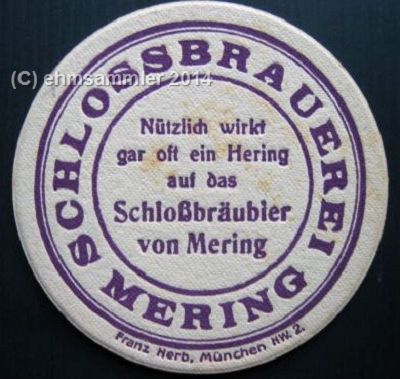 (C) ehmsammler 2014
SCHLOSSBRAUEREI
Nützlich wirkt
gar oft ein Hering
auf das
Schloßbräubier
von Mering
MERING
Franz Herb, München NW. 2.